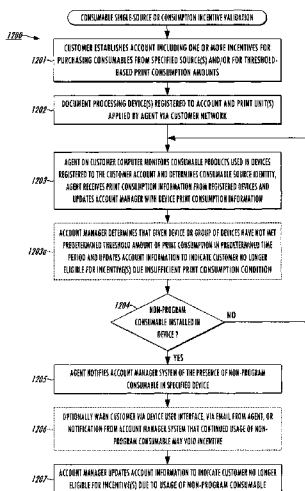 CONSUMABLE SINGLE-SOURCE OR CONSUMPTION INCENTIVE VALIDATION
1200
CUSTOMER ESTABLISHES ACCOUNT INCLUDING ONE OR MORE INCENTIVES FOR
PURCHASING CONSUMABLES FROM SPECIFIED SOURCE(S) AND/OR FOR THRESHOLD-
BASED PRINT CONSUMPTION AMOUNTS
1201
DOCUMENT PROCESSING DEVICE(S) REGISTERED TO ACCOUNT AND PRINT UNIT(S)
APPLIED BY AGENT VIA CUSTOMER NETWORK
1202
AGENT ON CUSTOMER COMPUTER MONITORS CONSUMABLE PRODUCTS USED IN DEVICES
REGISTERED TO THE CUSTOMER ACCOUNT AND DETERMINES CONSUMABLE SOURCE IDENTITY,
AGENT RECEIVES PRINT CONSUMPTION INFORMATION FROM REGISTERED DEVICES AND
UPDATES ACCOUNT MANAGER WITH DEVICE PRINT CONSUMPTION INFORMATION
1203
ACCOUNT MANAGER DETERMINES THAT GIVEN DEVICE OR GROUP OF DEVICES HAVE NOT MET
PREDETERMINED THRESHOLD AMOUNT OF PRINT CONSUMPTION IN PREDETERMINED TIME
PERIOD AND UPDATES ACCOUNT INFORMATION TO INDICATE CUSTOMER NO LONGER
ELIGIBLE FOR INCENTIVE(S) DUE INSUFFICIENT PRINT CONSUMPTION CONDITION
1203a
1204
NON-PROGRAM
CONSUMABLE INSTALLED IN
DEVICE ?
NO
YES
AGENT NOTIFIES ACCOUNT MANAGER SYSTEM OF THE PRESENCE OF NON-PROGRAM
CONSUMABLE IN SPECIFIED DEVICE
1205
OPTIONALLY WARN CUSTOMER VIA DEVICE USER INTERFACE, VIA EMAIL FROM AGENT, OR
NOTIFICATION FROM ACCOUNT MANAGER SYSTEM THAT CONTINUED USAGE OF NON-
PROGRAM CONSUMABLE MAY VOID INCENTIVE
1206
ACCOUNT MANAGER UPDATES ACCOUNT INFORMATION TO INDICATE CUSTOMER NO LONGER
ELIGIBLE FOR INCENTIVE(S) DUE TO USAGE OF NON-PROGRAM CONSUMABLE
1207